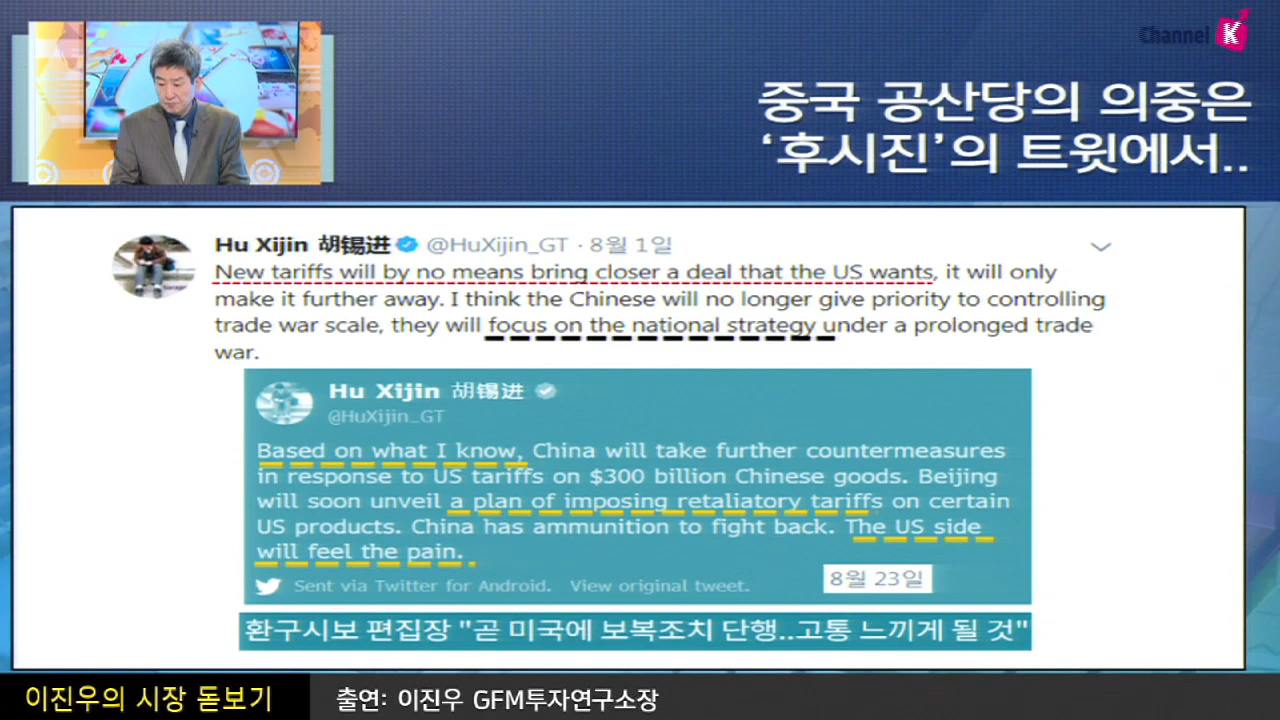 Channel K
중국 공산당의 의중은
‘후시진’의 트윗에서..
Hu Xijin 胡锡进 @HuXijin_GT · 8월 1일
New tariffs will by no means bring closer a deal that the US wants, it will only
make it further away. I think the Chinese will no longer give priority to controlling
trade war scale, they will focus on the national strategy under a prolonged trade
war.
Hu Xijin 胡锡进
@HuXijin_GT
Based on what I know, China will take further countermeasures
in response to US tariffs on $300 billion Chinese goods. Beijing
will soon unveil a plan of imposing retaliatory tariffs on certain
US products. China has ammunition to fight back. The US side
will feel the pain.
Sent via Twitter for Android. View original tweet.
8월 23일
환구시보 편집장 "곧 미국에 보복조치 단행..고통 느끼게 될 것"
이진우의 시장 돋보기
출연: 이진우 GFM투자연구소장